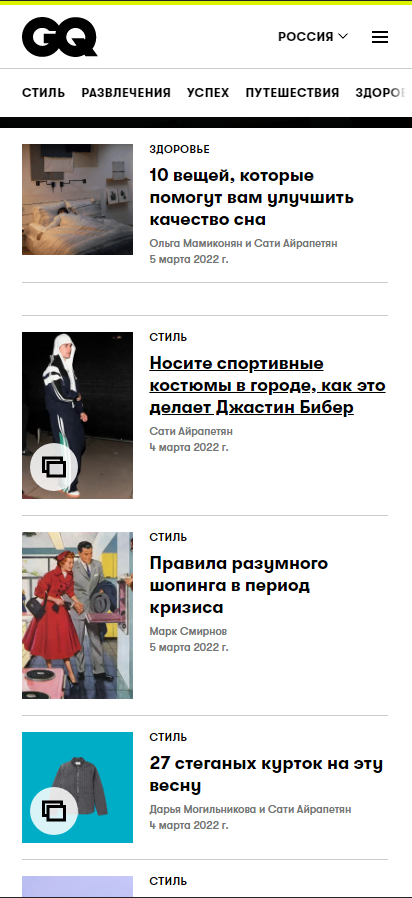 GQ
РОССИЯ
СТИЛЬ РАЗВЛЕЧЕНИЯ УСПЕХ ПУТЕШЕСТВИЯ ЗДОРОВ
ЗДОРОВЬЕ
10 вещей, которые
помогут вам улучшить
качество сна
Ольга Мамиконян и Сати Айрапетян
5 марта 2022 г.
СТИЛЬ
Носите спортивные
костюмы в городе, как это
делает Джастин Бибер
Сати Айрапетян
4 марта 2022 г.
СТИЛЬ
Правила разумного
шопинга в период
кризиса
Марк Смирнов
5 марта 2022 г.
СТИЛЬ
27 стеганых курток на эту
весну
Дарья Могильникова и Сати Айрапетян
4 марта 2022 г.
СТИЛЬ